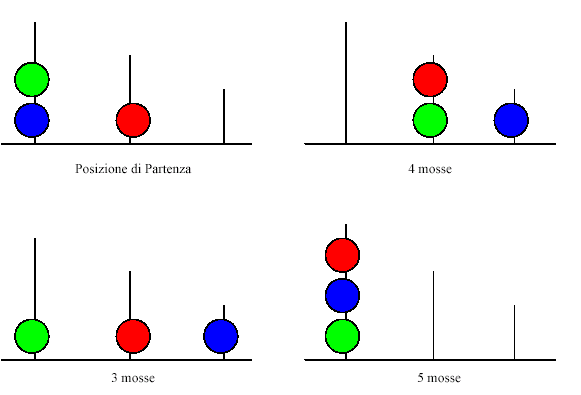 Posizione di Partenza
4 mosse
3 mosse
5 mosse